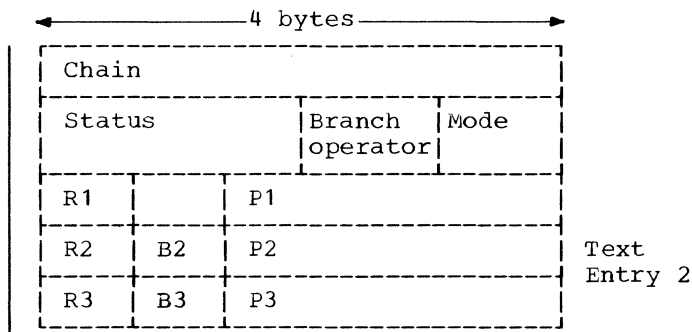 4 bytes
Chain
Status Branch operator Mode
R1 P1
R2 B2 P2
R3 B3 P3
Text
Entry 2